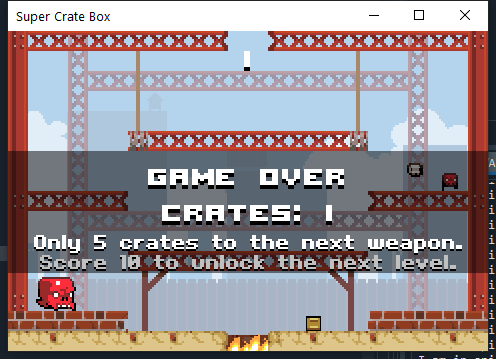 Super Crate Box
1
GAME OVER
CRATES: 1
Only 5 crates to the next weapon.
Score 10 to unlock the next level.